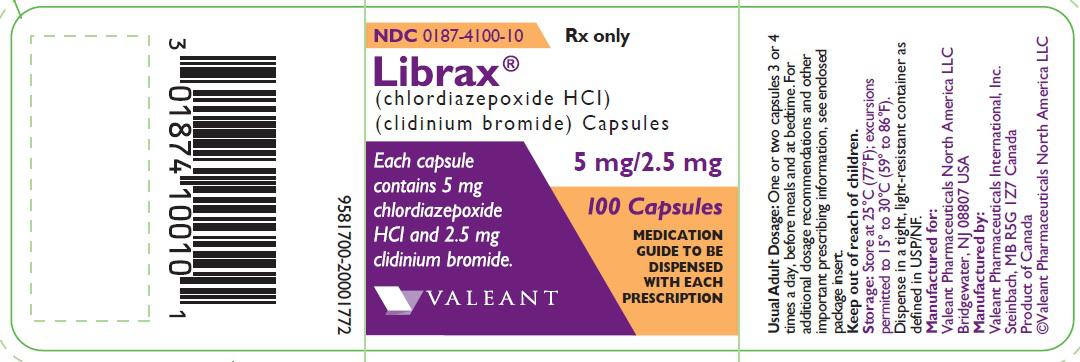 3 01874 10010 1
9581700-20001772
NDC 0187-4100-10
Rx only
Librax®
(chlordiazepoxide HCl)
(clidinium bromide) Capsules
5 mg/2.5 mg
Each capsule
contains 5 mg
chlordiazepoxide
HCl and 2.5 mg
clidinium bromide.
100 Capsules
MEDICATION
GUIDE TO BE
DISPENSED
WITH EACH
PRESCRIPTION
VALEANT
Usual Adult Dosage: One or two capsules 3 or 4
times a day, before meals and at bedtime. For
additional dosage recommendations and other
important prescribing information, see enclosed
package insert.
Keep out of reach of children.
Storage: Store at 25°C (77°F); excursions
permitted to 15° to 30°C (59° to 86°F).
Dispense in a tight, light-resistant container as
defined in USP/NF.
Manufactured for:
Valeant Pharmaceuticals North America LLC
Bridgewater, NJ 08807 USA
Manufactured by:
Valeant Pharmaceuticals International, Inc.
Steinbach, MB R5G 1Z7 Canada
Product of Canada
©Valeant Pharmaceuticals North America LLC